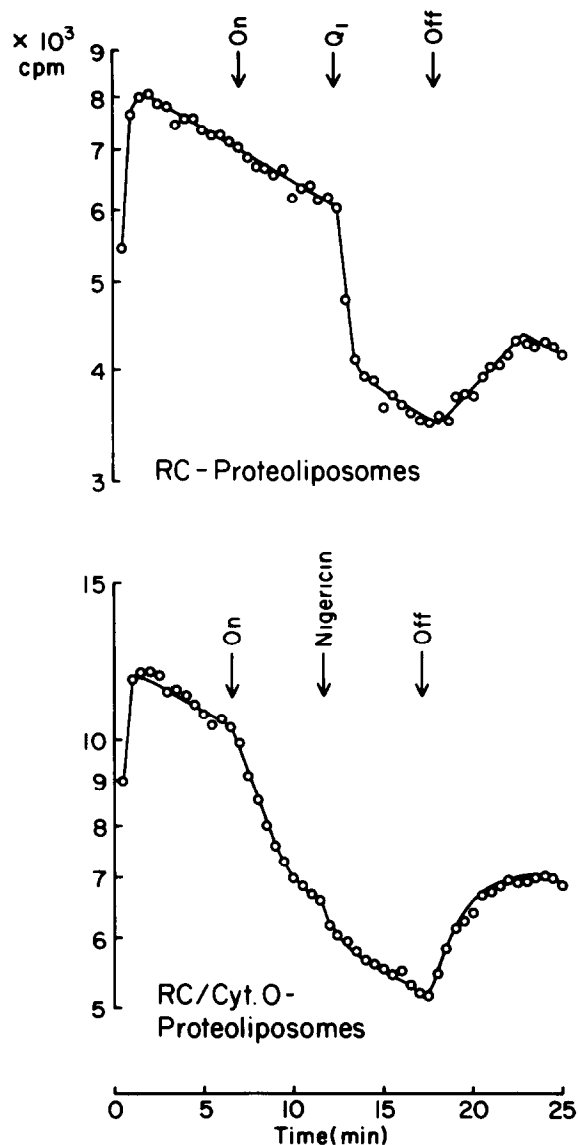 × 10³
cpm
On
Q₁
Off
9
8
7
6
5
4
3
RC-Proteoliposomes
On
Nigericin
Off
15
10
9
8
7
6
5
RC/Cyt. O-
Proteoliposomes
0
5
10
15
20
25
Time(min)